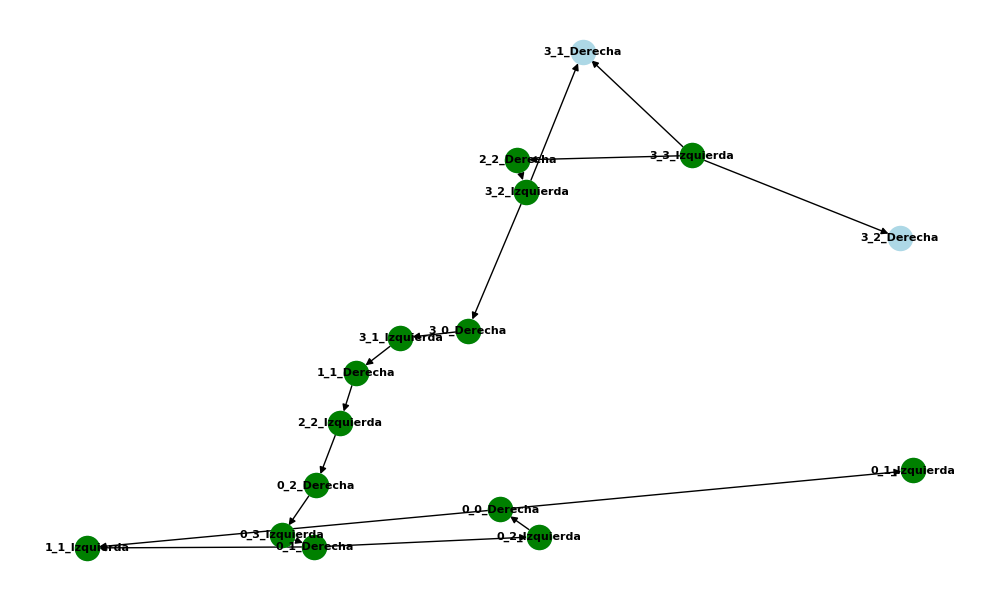 3_1_Derecha
2_2_Derecha
3_3_Izquierda
3_2_Izquierda
3_2_Derecha
3_0_Derecha
3_1_Izquierda
1_1_Derecha
2_2_Izquierda
0_1_Izquierda
0_2_Derecha
0_0_Derecha
0_3_Izquierda
0_2_Izquierda
1_1_Izquierda
0_1_Derecha